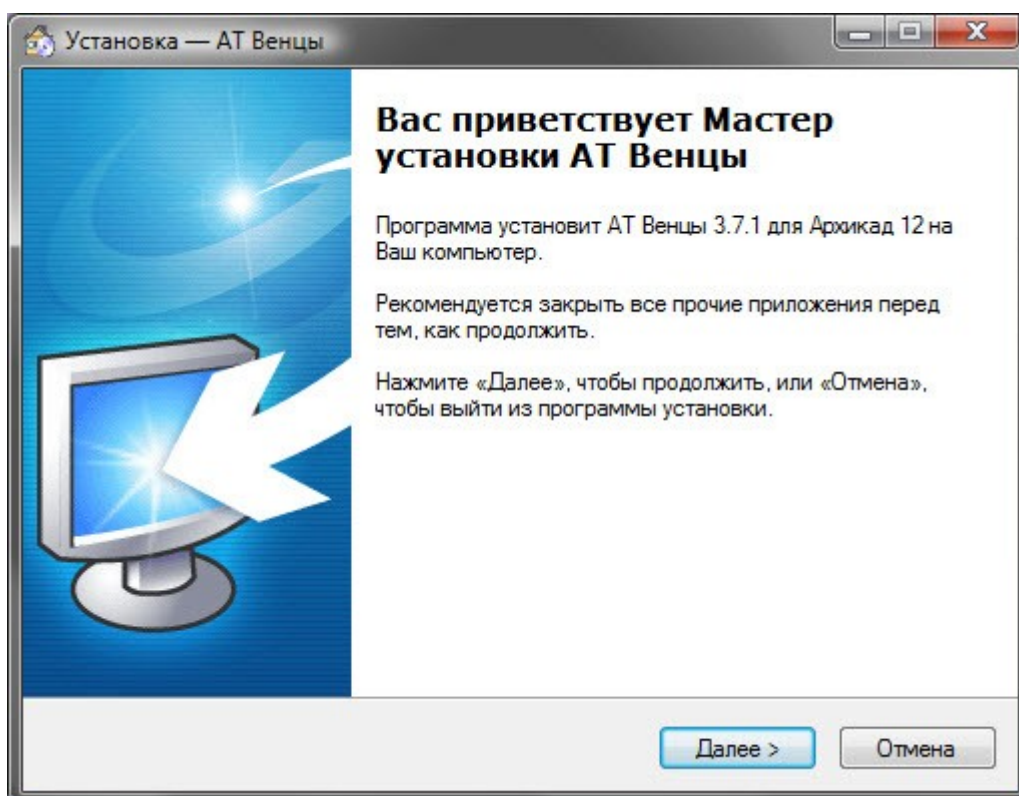 Установка — АТ Венцы
Вас приветствует Мастер
установки АТ Венцы
Программа установит АТ Венцы 3.7.1 для Архикад 12 на
Ваш компьютер.
Рекомендуется закрыть все прочие приложения перед
тем, как продолжить.
Нажмите «Далее», чтобы продолжить, или «Отмена»,
чтобы выйти из программы установки.
Далее > Отмена